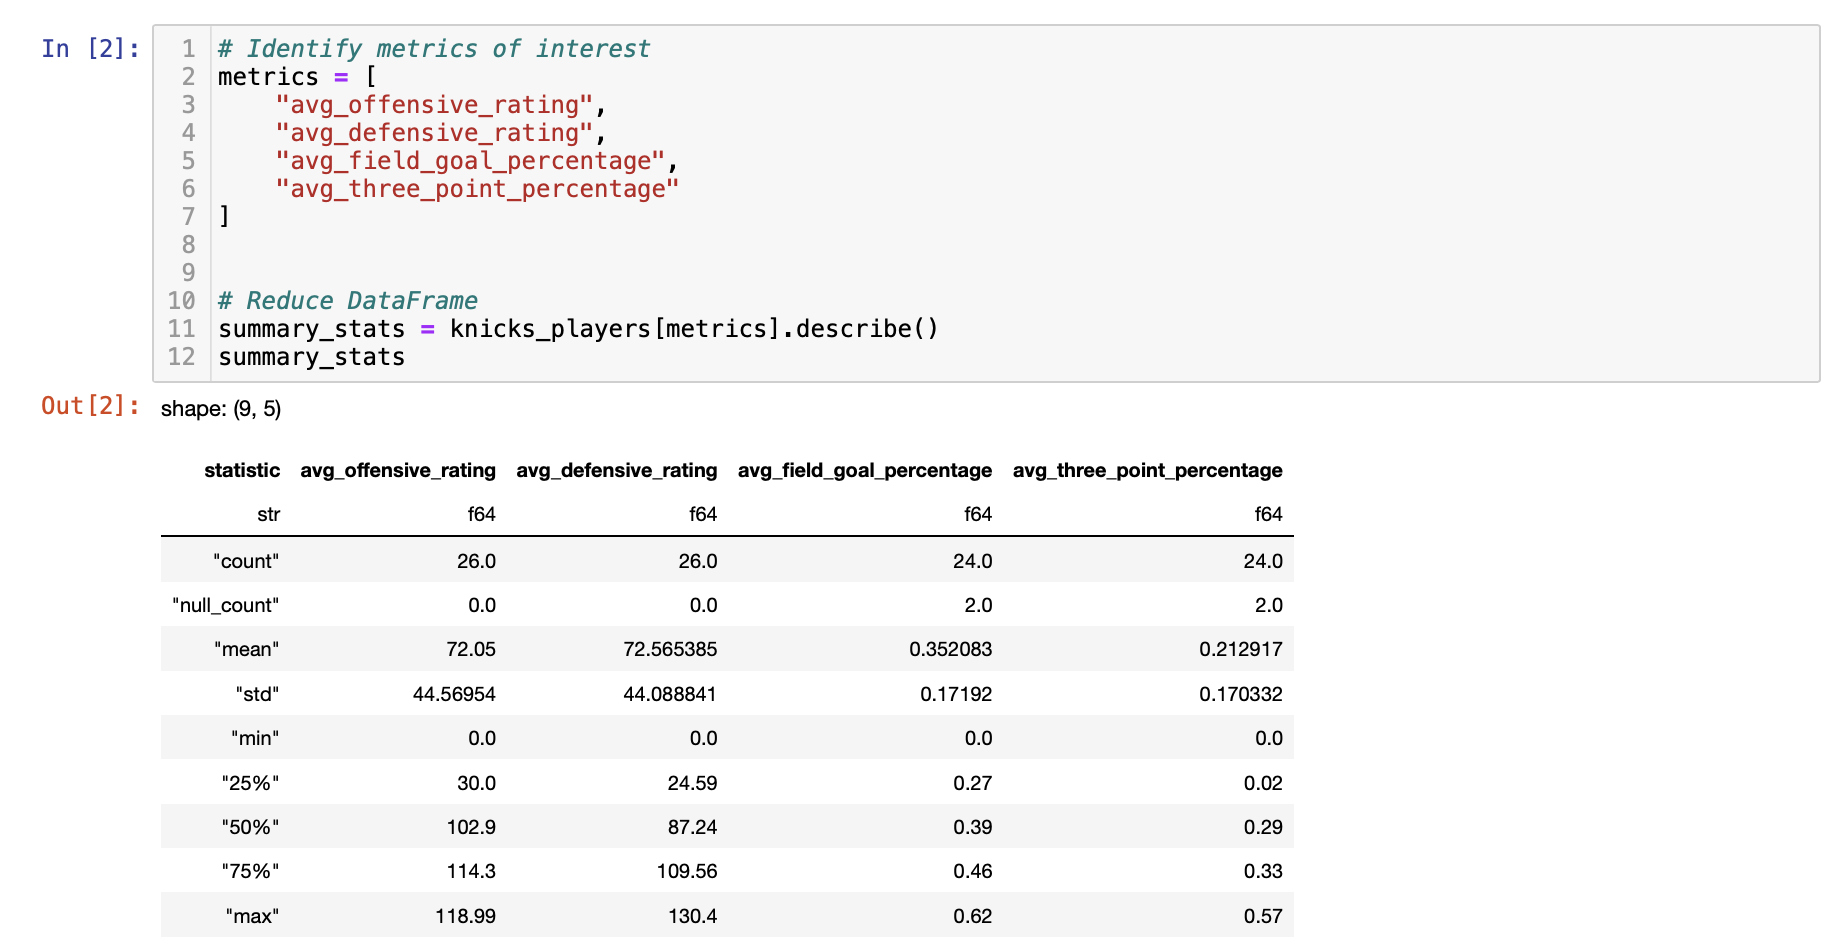 In [2]:
1 # Identify metrics of interest
2 metrics = [
3     "avg_offensive_rating",
4     "avg_defensive_rating",
5     "avg_field_goal_percentage",
6     "avg_three_point_percentage"
7 ]
8
9
10 # Reduce DataFrame
11 summary_stats = knicks_players[metrics].describe()
12 summary_stats
Out[2]: shape: (9, 5)
statistic avg_offensive_rating avg_defensive_rating avg_field_goal_percentage avg_three_point_percentage
str f64 f64 f64 f64
"count" 26.0 26.0 24.0 24.0
"null_count" 0.0 0.0 2.0 2.0
"mean" 72.05 72.565385 0.352083 0.212917
"std" 44.56954 44.088841 0.17192 0.170332
"min" 0.0 0.0 0.0 0.0
"25%" 30.0 24.59 0.27 0.02
"50%" 102.9 87.24 0.39 0.29
"75%" 114.3 109.56 0.46 0.33
"max" 118.99 130.4 0.62 0.57